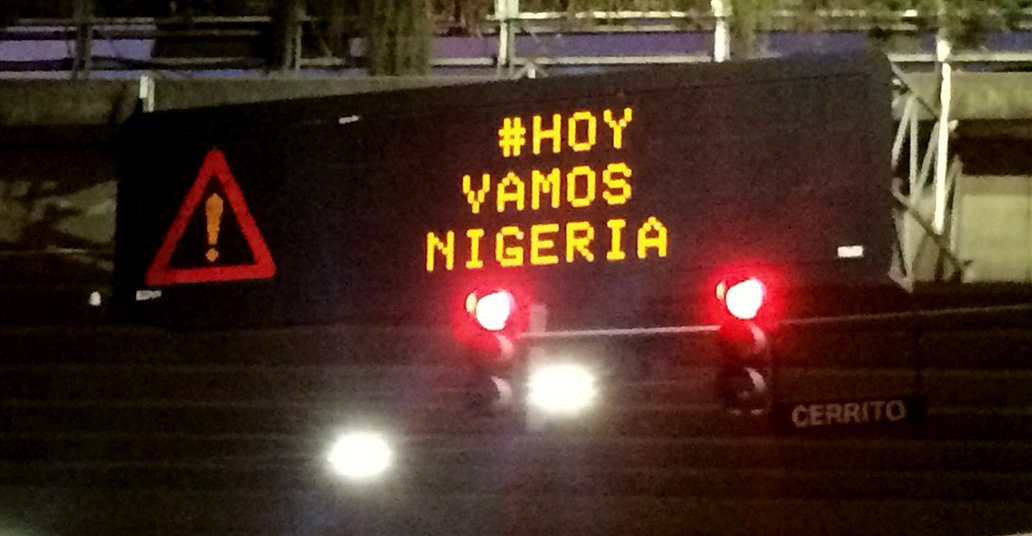 #HOY
VAMOS
NIGERIA
CERRITO